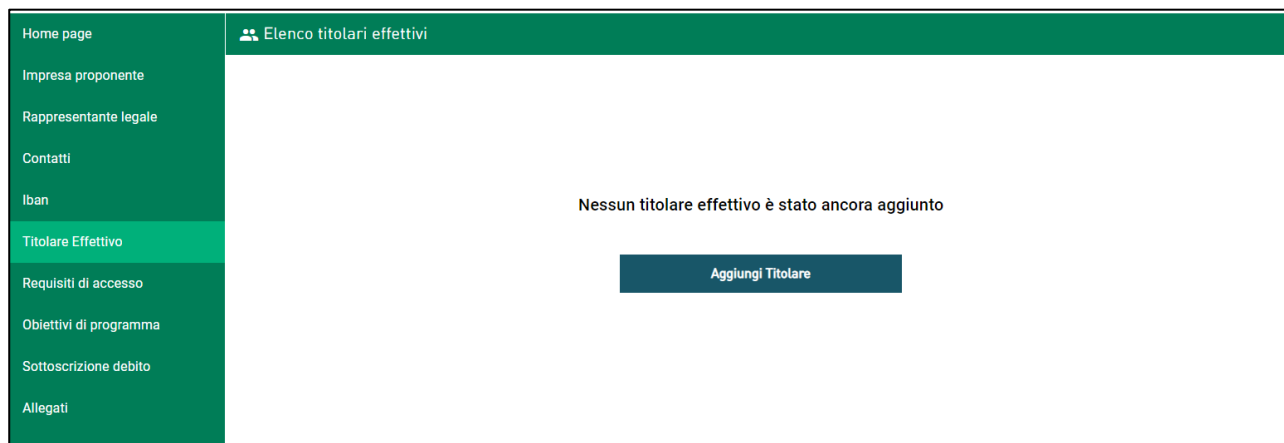 Home page
Elenco titolari effettivi
Impresa proponente
Rappresentante legale
Contatti
Iban
Nessun titolare effettivo è stato ancora aggiunto
Titolare Effettivo
Aggiungi Titolare
Requisiti di accesso
Obiettivi di programma
Sottoscrizione debito
Allegati